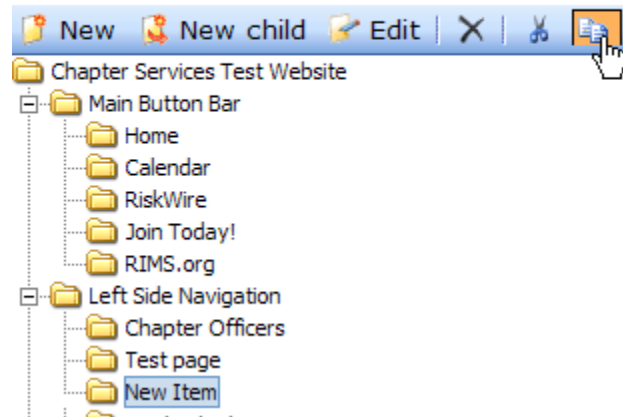 New New child Edit
Chapter Services Test Website
Main Button Bar
Home
Calendar
RiskWire
Join Today!
RIMS.org
Left Side Navigation
Chapter Officers
Test page
New Item